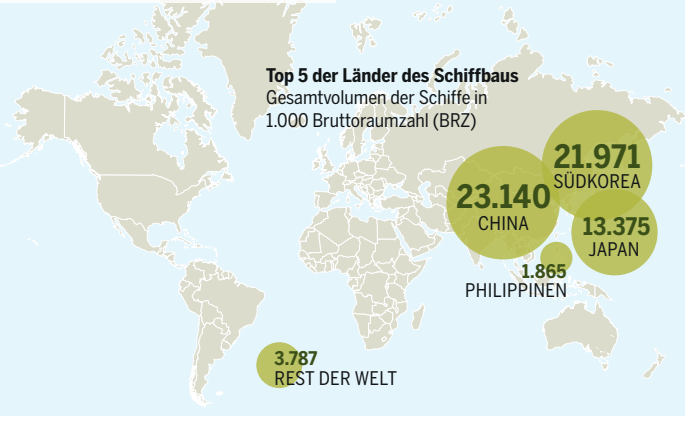 Top 5 der Länder des Schiffbaus
Gesamtvolumen der Schiffe in
1.000 Bruttoraumzahl (BRZ)
21.971
SÜDKOREA
23.140
CHINA
13.375
JAPAN
1.865
PHILIPPINEN
3.787
REST DER WELT